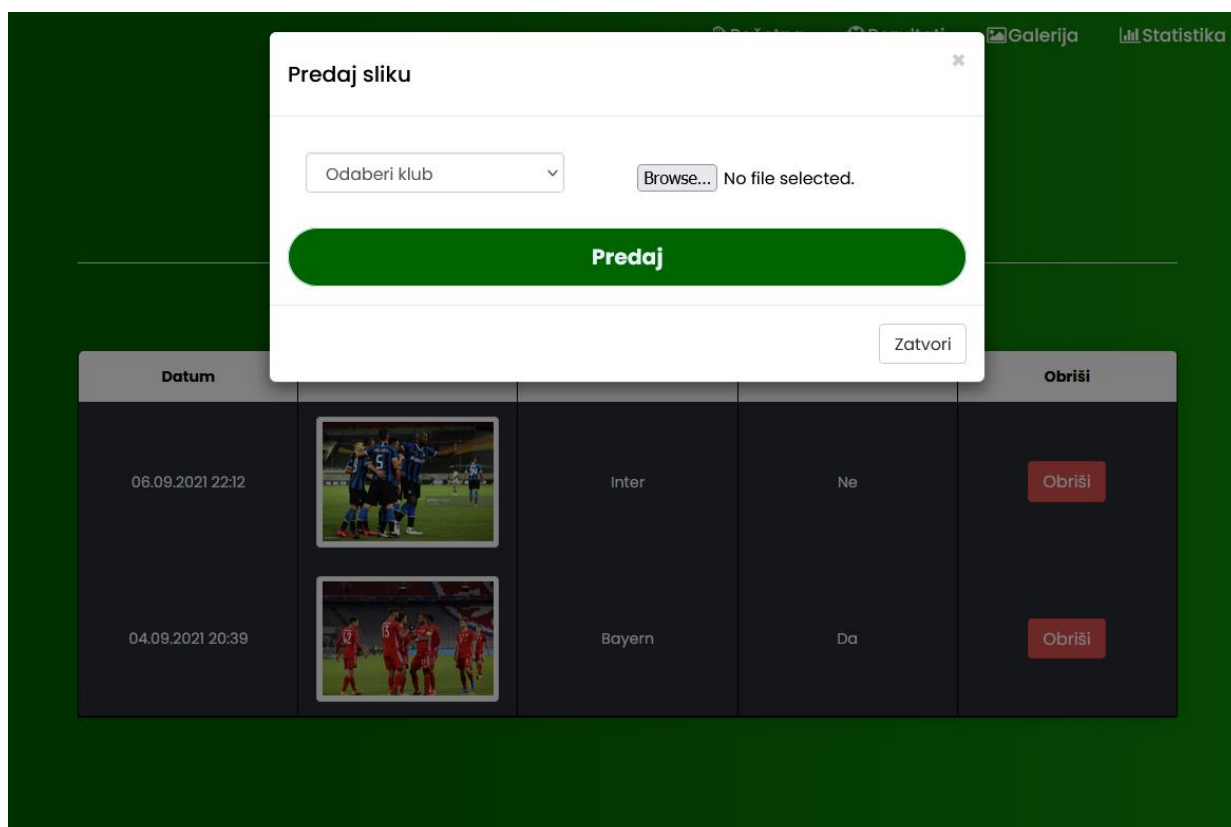 Galerija
Statistika
Predaj sliku
Odaberi klub
Browse... No file selected.
Predaj
Zatvori
Datum
Obriši
06.09.2021 22:12
Inter
Ne
Obriši
04.09.2021 20:39
Bayern
Da
Obriši